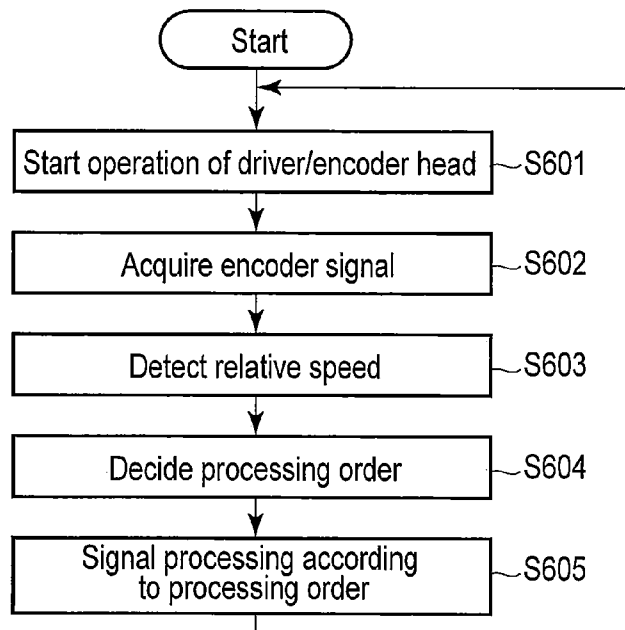 Start
Start operation of driver/encoder head
S601
Acquire encoder signal
S602
Detect relative speed
S603
Decide processing order
S604
Signal processing according
to processing order
S605